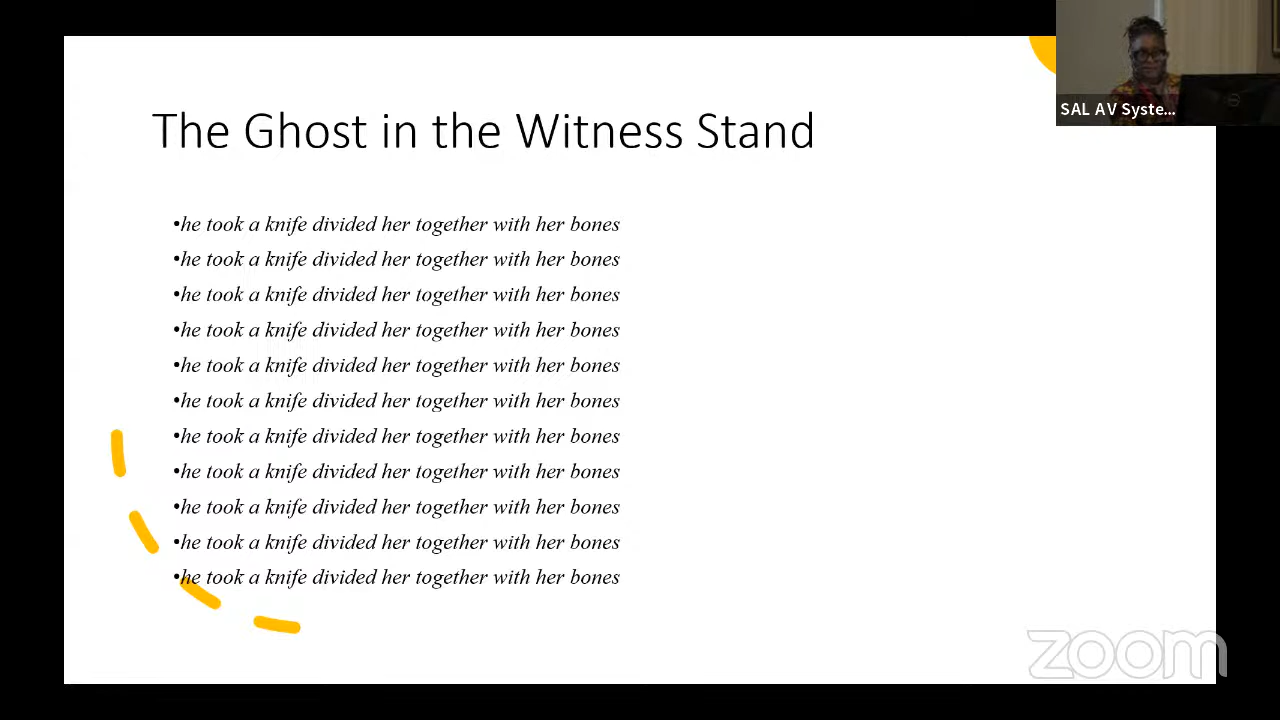 SAL AV Syste...
The Ghost in the Witness Stand
•he took a knife divided her together with her bones
•he took a knife divided her together with her bones
•he took a knife divided her together with her bones
•he took a knife divided her together with her bones
•he took a knife divided her together with her bones
•he took a knife divided her together with her bones
•he took a knife divided her together with her bones
•he took a knife divided her together with her bones
•he took a knife divided her together with her bones
•he took a knife divided her together with her bones
•he took a knife divided her together with her bones
zoom